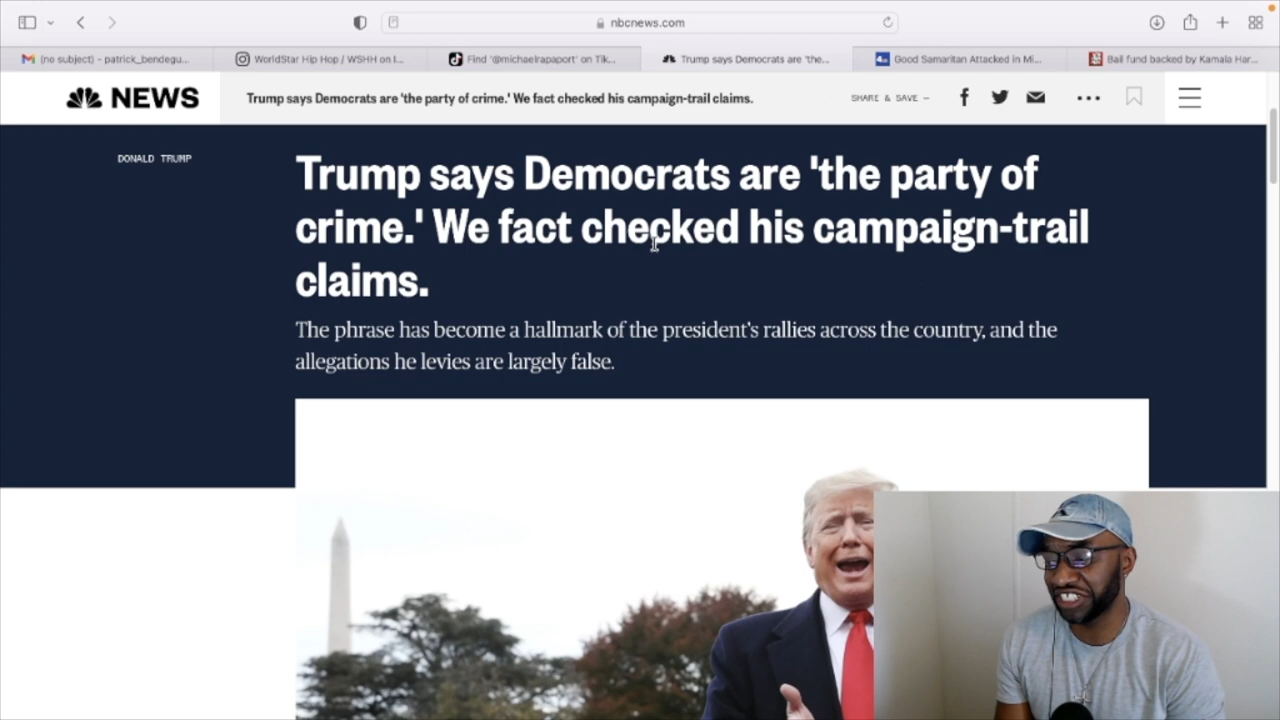 nbcnews.com
(no subject) – patrick_bendegu...
WorldStar Hip Hop / WSHH on I...
Find '@michaelrapaport' on Tik...
Trump says Democrats are 'the...
Good Samaritan Attacked in Mi...
Bail fund backed by Kamala Har...
NEWS
Trump says Democrats are 'the party of crime.' We fact checked his campaign-trail claims.
SHARE & SAVE —
DONALD TRUMP
Trump says Democrats are 'the party of
crime.' We fact checked his campaign-trail
claims.
The phrase has become a hallmark of the president's rallies across the country, and the
allegations he levies are largely false.